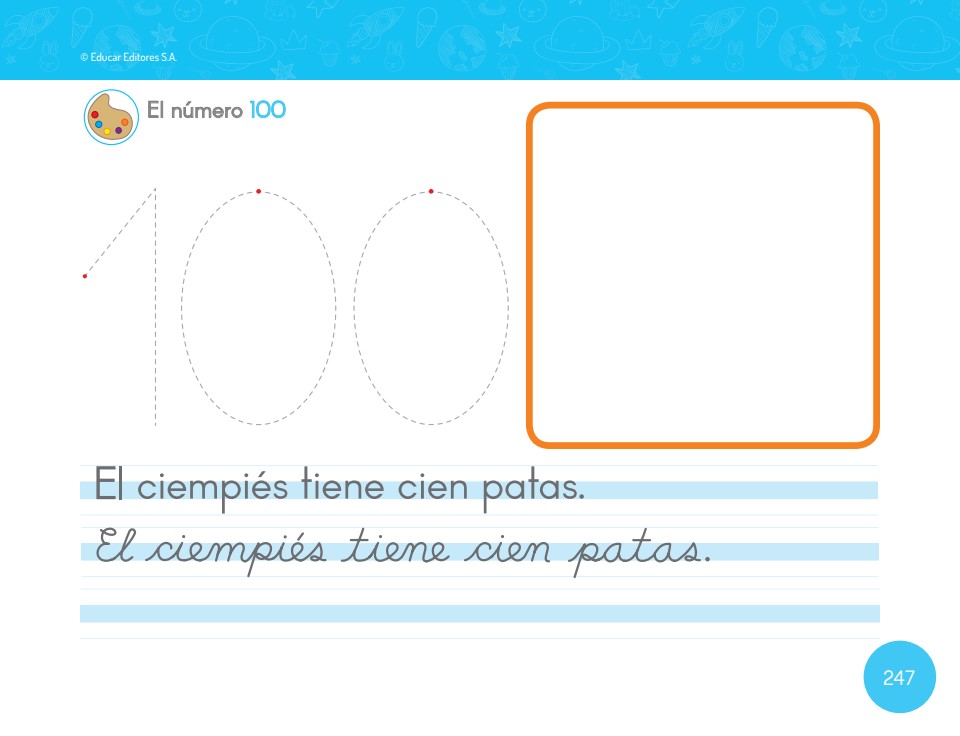 © Educar Editores S.A.
El número 100
100
El ciempiés tiene cien patas.
El ciempiés tiene cien patas.
247